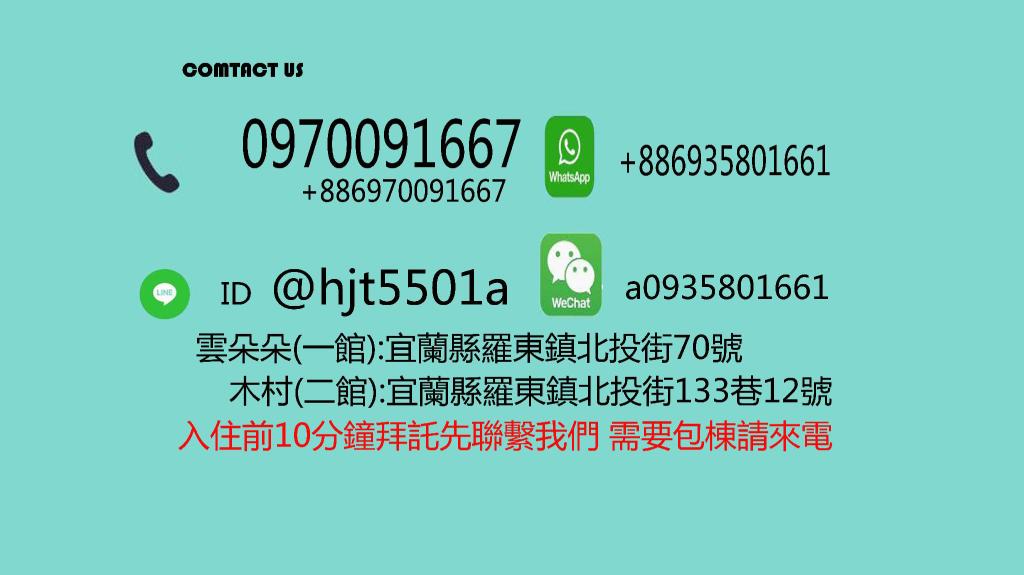 COMTACT US
0970091667
+886970091667
WhatsApp
+886935801661
LINE
ID @hjt5501a
WeChat
a0935801661
雲朵朵(一館):宜蘭縣羅東鎮北投街70號
木村(二館):宜蘭縣羅東鎮北投街133巷12號
入住前10分鐘拜託先聯繫我們 需要包棟請來電